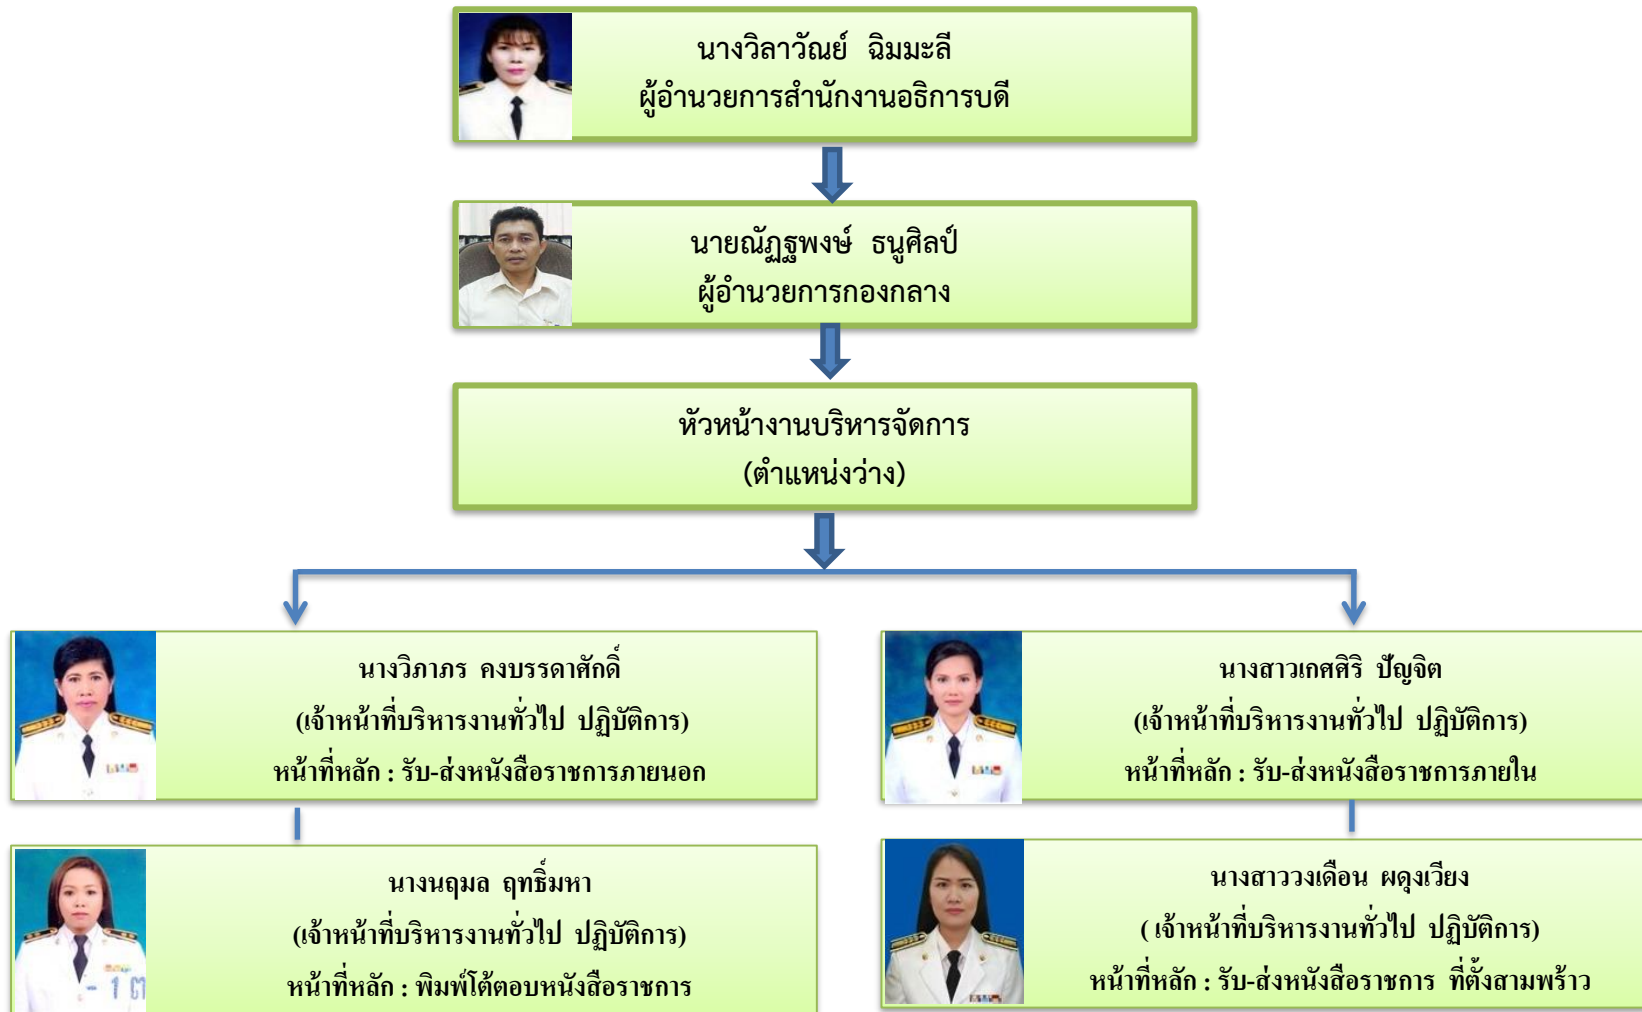 นางวิลาวัณย์ ฉิมมะลี
ผู้อำนวยการสำนักงานอธิการบดี
นายณัฏฐพงษ์ ธนูศิลป์
ผู้อำนวยการกองกลาง
หัวหน้างานบริหารจัดการ
(ตำแหน่งว่าง)
นางวิภาภร คงบรรดาศักดิ์
(เจ้าหน้าที่บริหารงานทั่วไป ปฏิบัติการ)
หน้าที่หลัก : รับ-ส่งหนังสือราชการภายนอก
นางสาวเกศศิริ ปัญจิต
(เจ้าหน้าที่บริหารงานทั่วไป ปฏิบัติการ)
หน้าที่หลัก : รับ-ส่งหนังสือราชการภายใน
นางนฤมล ฤทธิ์มหา
(เจ้าหน้าที่บริหารงานทั่วไป ปฏิบัติการ)
หน้าที่หลัก : พิมพ์โต้ตอบหนังสือราชการ
นางสาววงเดือน ผดุงเวียง
( เจ้าหน้าที่บริหารงานทั่วไป ปฏิบัติการ)
หน้าที่หลัก : รับ-ส่งหนังสือราชการ ที่ตั้งสามพร้าว